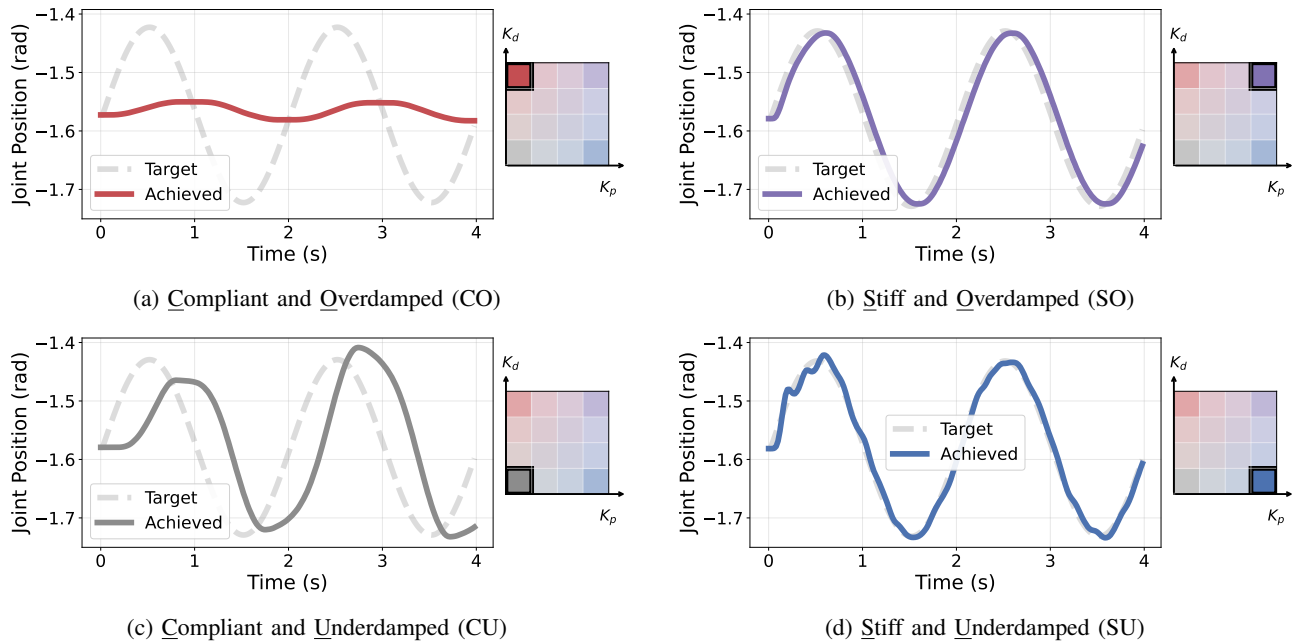 Joint Position (rad)
−1.4
−1.5
−1.6
−1.7
Target
Achieved
0
1
2
3
4
Time (s)
K_d
K_p
(a) Compliant and Overdamped (CO)
Joint Position (rad)
−1.4
−1.5
−1.6
−1.7
Target
Achieved
0
1
2
3
4
Time (s)
K_d
K_p
(b) Stiff and Overdamped (SO)
Joint Position (rad)
−1.4
−1.5
−1.6
−1.7
Target
Achieved
0
1
2
3
4
Time (s)
K_d
K_p
(c) Compliant and Underdamped (CU)
Joint Position (rad)
−1.4
−1.5
−1.6
−1.7
Target
Achieved
0
1
2
3
4
Time (s)
K_d
K_p
(d) Stiff and Underdamped (SU)